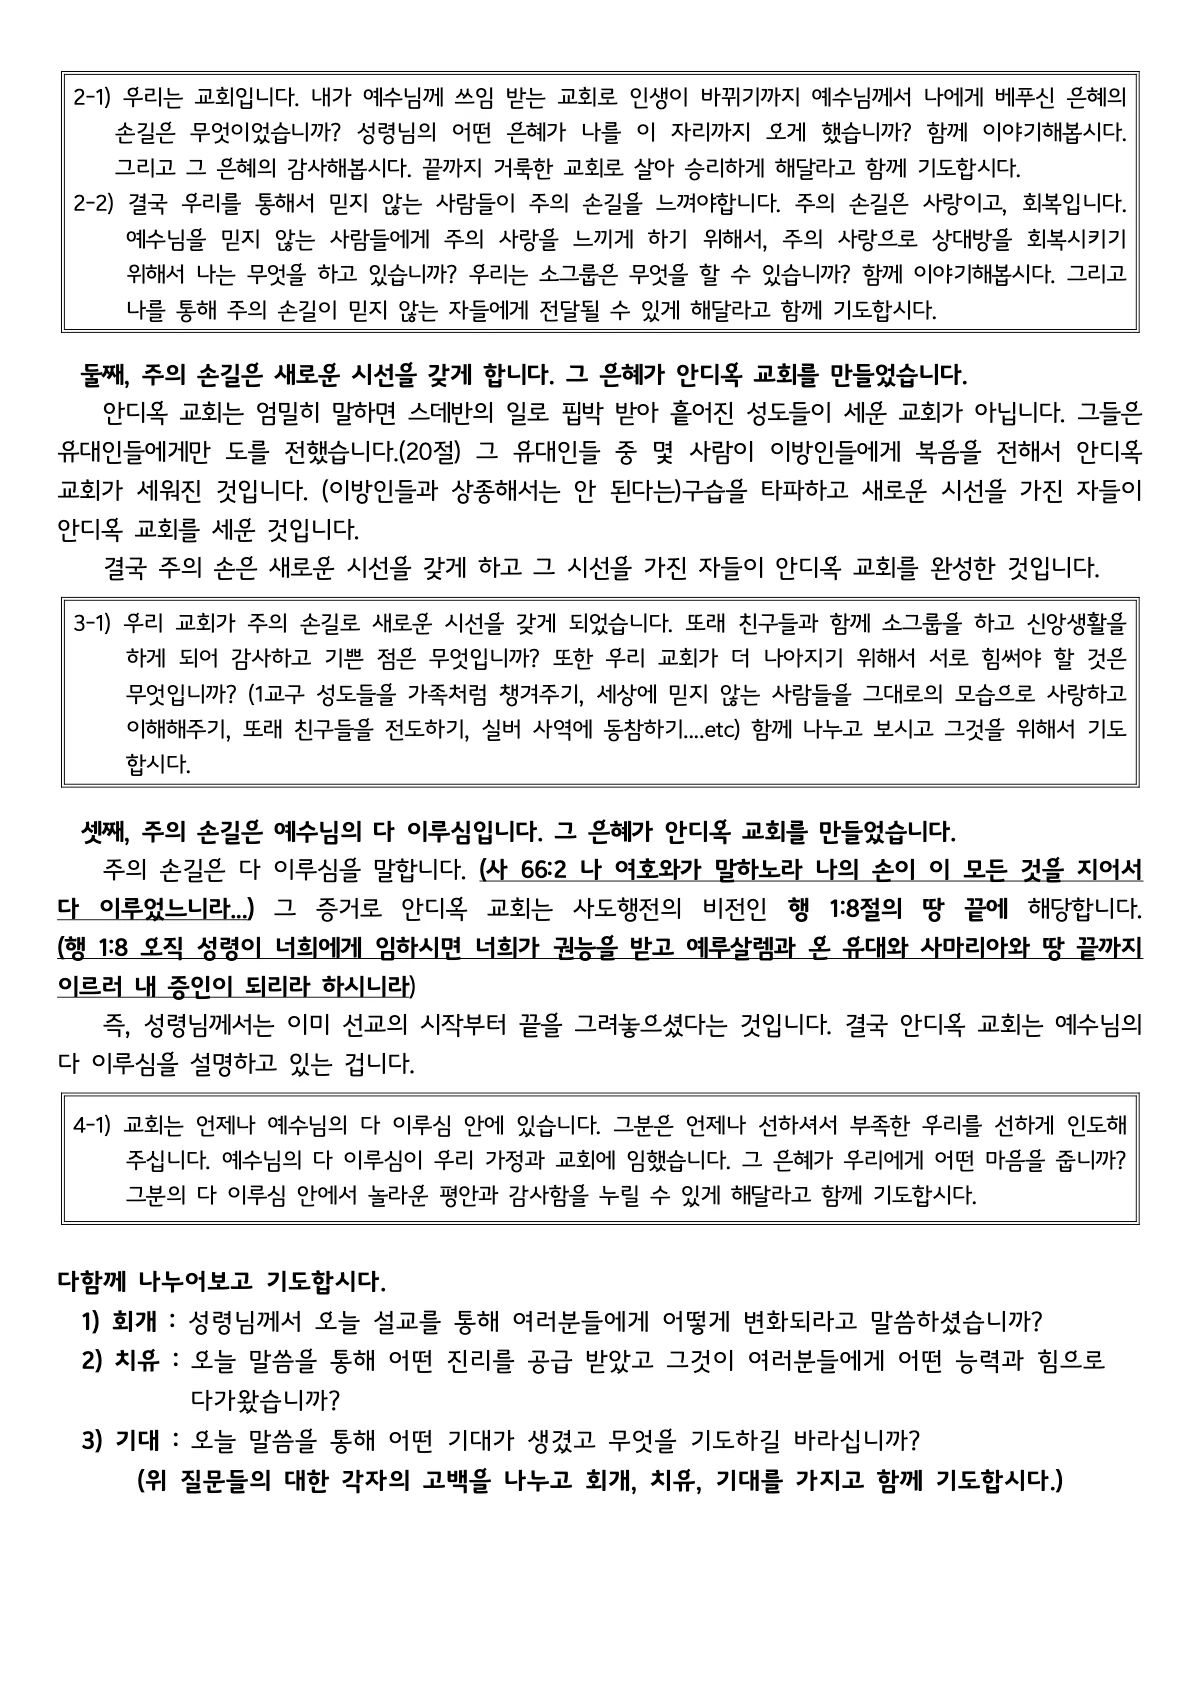 2-1) 우리는 교회입니다. 내가 예수님께 쓰임 받는 교회로 인생이 바뀌기까지 예수님께서 나에게 베푸신 은혜의
손길은 무엇이었습니까? 성령님의 어떤 은혜가 나를 이 자리까지 오게 했습니까? 함께 이야기해봅시다.
그리고 그 은혜의 감사해봅시다. 끝까지 거룩한 교회로 살아 승리하게 해달라고 함께 기도합시다.
2-2) 결국 우리를 통해서 믿지 않는 사람들이 주의 손길을 느껴야합니다. 주의 손길은 사랑이고, 회복입니다.
예수님을 믿지 않는 사람들에게 주의 사랑을 느끼게 하기 위해서, 주의 사랑으로 상대방을 회복시키기
위해서 나는 무엇을 하고 있습니까? 우리는 소그룹은 무엇을 할 수 있습니까? 함께 이야기해봅시다. 그리고
나를 통해 주의 손길이 믿지 않는 자들에게 전달될 수 있게 해달라고 함께 기도합시다.
둘째, 주의 손길은 새로운 시선을 갖게 합니다. 그 은혜가 안디옥 교회를 만들었습니다.
안디옥 교회는 엄밀히 말하면 스데반의 일로 핍박 받아 흩어진 성도들이 세운 교회가 아닙니다. 그들은
유대인들에게만 도를 전했습니다.(20절) 그 유대인들 중 몇 사람이 이방인들에게 복음을 전해서 안디옥
교회가 세워진 것입니다. (이방인들과 상종해서는 안 된다는)구습을 타파하고 새로운 시선을 가진 자들이
안디옥 교회를 세운 것입니다.
결국 주의 손은 새로운 시선을 갖게 하고 그 시선을 가진 자들이 안디옥 교회를 완성한 것입니다.
3-1) 우리 교회가 주의 손길로 새로운 시선을 갖게 되었습니다. 또래 친구들과 함께 소그룹을 하고 신앙생활을
하게 되어 감사하고 기쁜 점은 무엇입니까? 또한 우리 교회가 더 나아지기 위해서 서로 힘써야 할 것은
무엇입니까? (1교구 성도들을 가족처럼 챙겨주기, 세상에 믿지 않는 사람들을 그대로의 모습으로 사랑하고
이해해주기, 또래 친구들을 전도하기, 실버 사역에 동참하기....etc) 함께 나누고 보시고 그것을 위해서 기도
합시다.
셋째, 주의 손길은 예수님의 다 이루심입니다. 그 은혜가 안디옥 교회를 만들었습니다.
주의 손길은 다 이루심을 말합니다. (사 66:2 나 여호와가 말하노라 나의 손이 이 모든 것을 지어서
다 이루었느니라...) 그 증거로 안디옥 교회는 사도행전의 비전인 행 1:8절의 땅 끝에 해당합니다.
(행 1:8 오직 성령이 너희에게 임하시면 너희가 권능을 받고 예루살렘과 온 유대와 사마리아와 땅 끝까지
이르러 내 증인이 되리라 하시니라)
즉, 성령님께서는 이미 선교의 시작부터 끝을 그려놓으셨다는 것입니다. 결국 안디옥 교회는 예수님의
다 이루심을 설명하고 있는 겁니다.
4-1) 교회는 언제나 예수님의 다 이루심 안에 있습니다. 그분은 언제나 선하셔서 부족한 우리를 선하게 인도해
주십니다. 예수님의 다 이루심이 우리 가정과 교회에 임했습니다. 그 은혜가 우리에게 어떤 마음을 줍니까?
그분의 다 이루심 안에서 놀라운 평안과 감사함을 누릴 수 있게 해달라고 함께 기도합시다.
다함께 나누어보고 기도합시다.
1) 회개 : 성령님께서 오늘 설교를 통해 여러분들에게 어떻게 변화되라고 말씀하셨습니까?
2) 치유 : 오늘 말씀을 통해 어떤 진리를 공급 받았고 그것이 여러분들에게 어떤 능력과 힘으로
다가왔습니까?
3) 기대 : 오늘 말씀을 통해 어떤 기대가 생겼고 무엇을 기도하길 바라십니까?
(위 질문들의 대한 각자의 고백을 나누고 회개, 치유, 기대를 가지고 함께 기도합시다.)